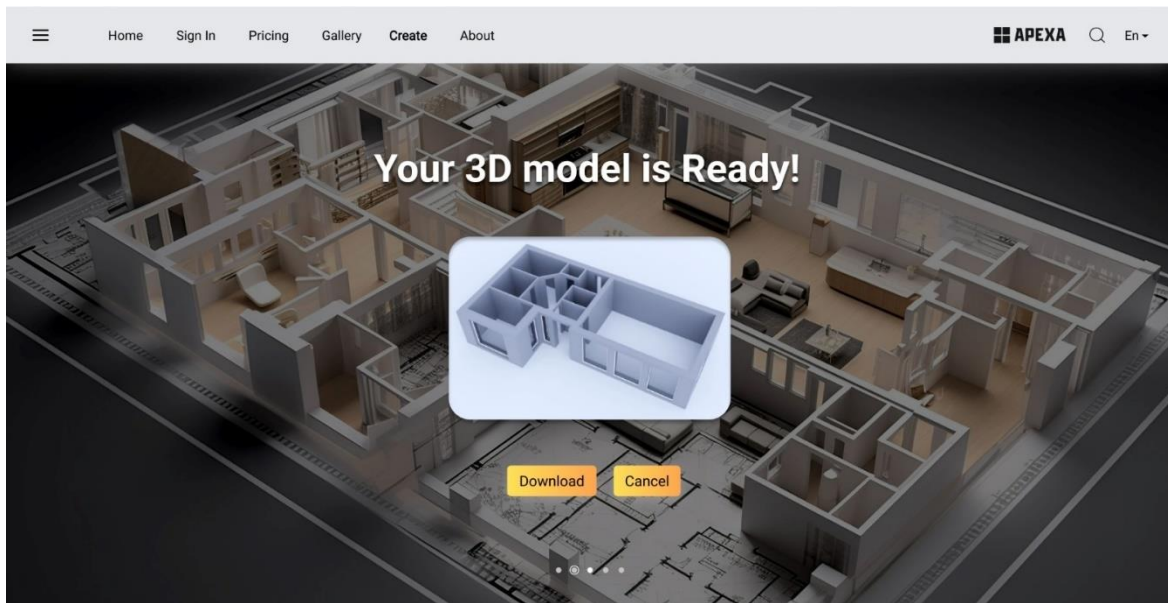 Home Sign In Pricing Gallery Create About APEXA En
Your 3D model is Ready!
Download Cancel